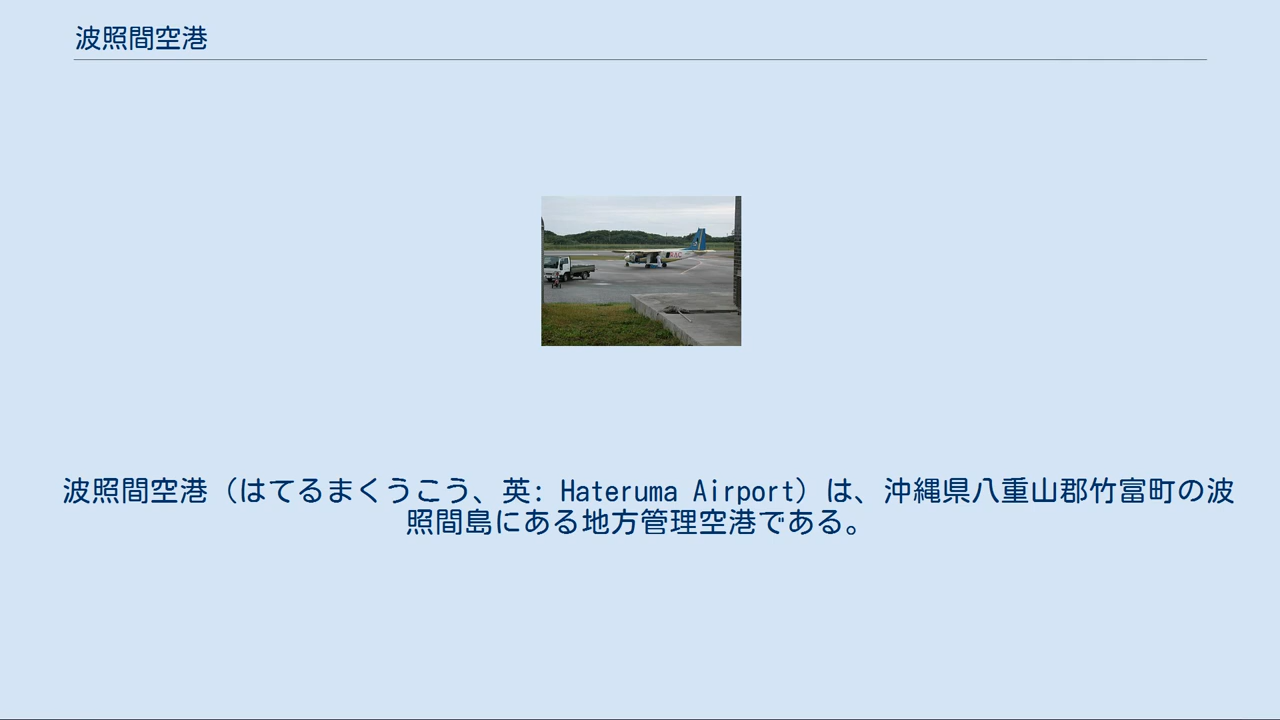 波照間空港
RAC
波照間空港（はてるまくうこう、英: Hateruma Airport）は、沖縄県八重山郡竹富町の波
照間島にある地方管理空港である。